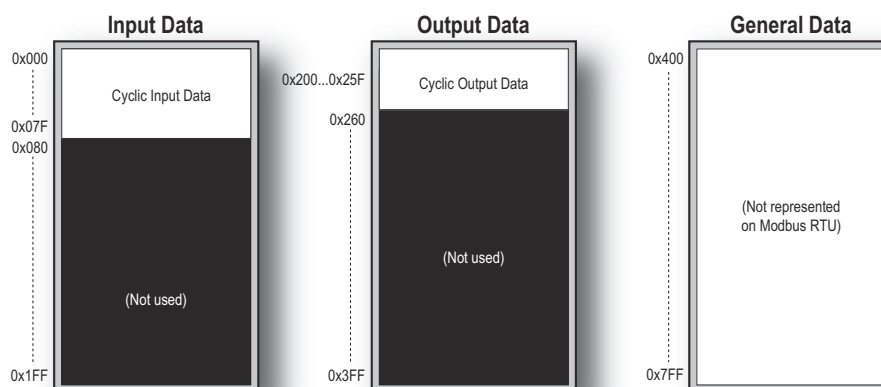 Input Data
0x000
Cyclic Input Data
0x07F
0x080
(Not used)
0x1FF
Output Data
0x200...0x25F
Cyclic Output Data
0x260
(Not used)
0x3FF
General Data
0x400
(Not represented
on Modbus RTU)
0x7FF